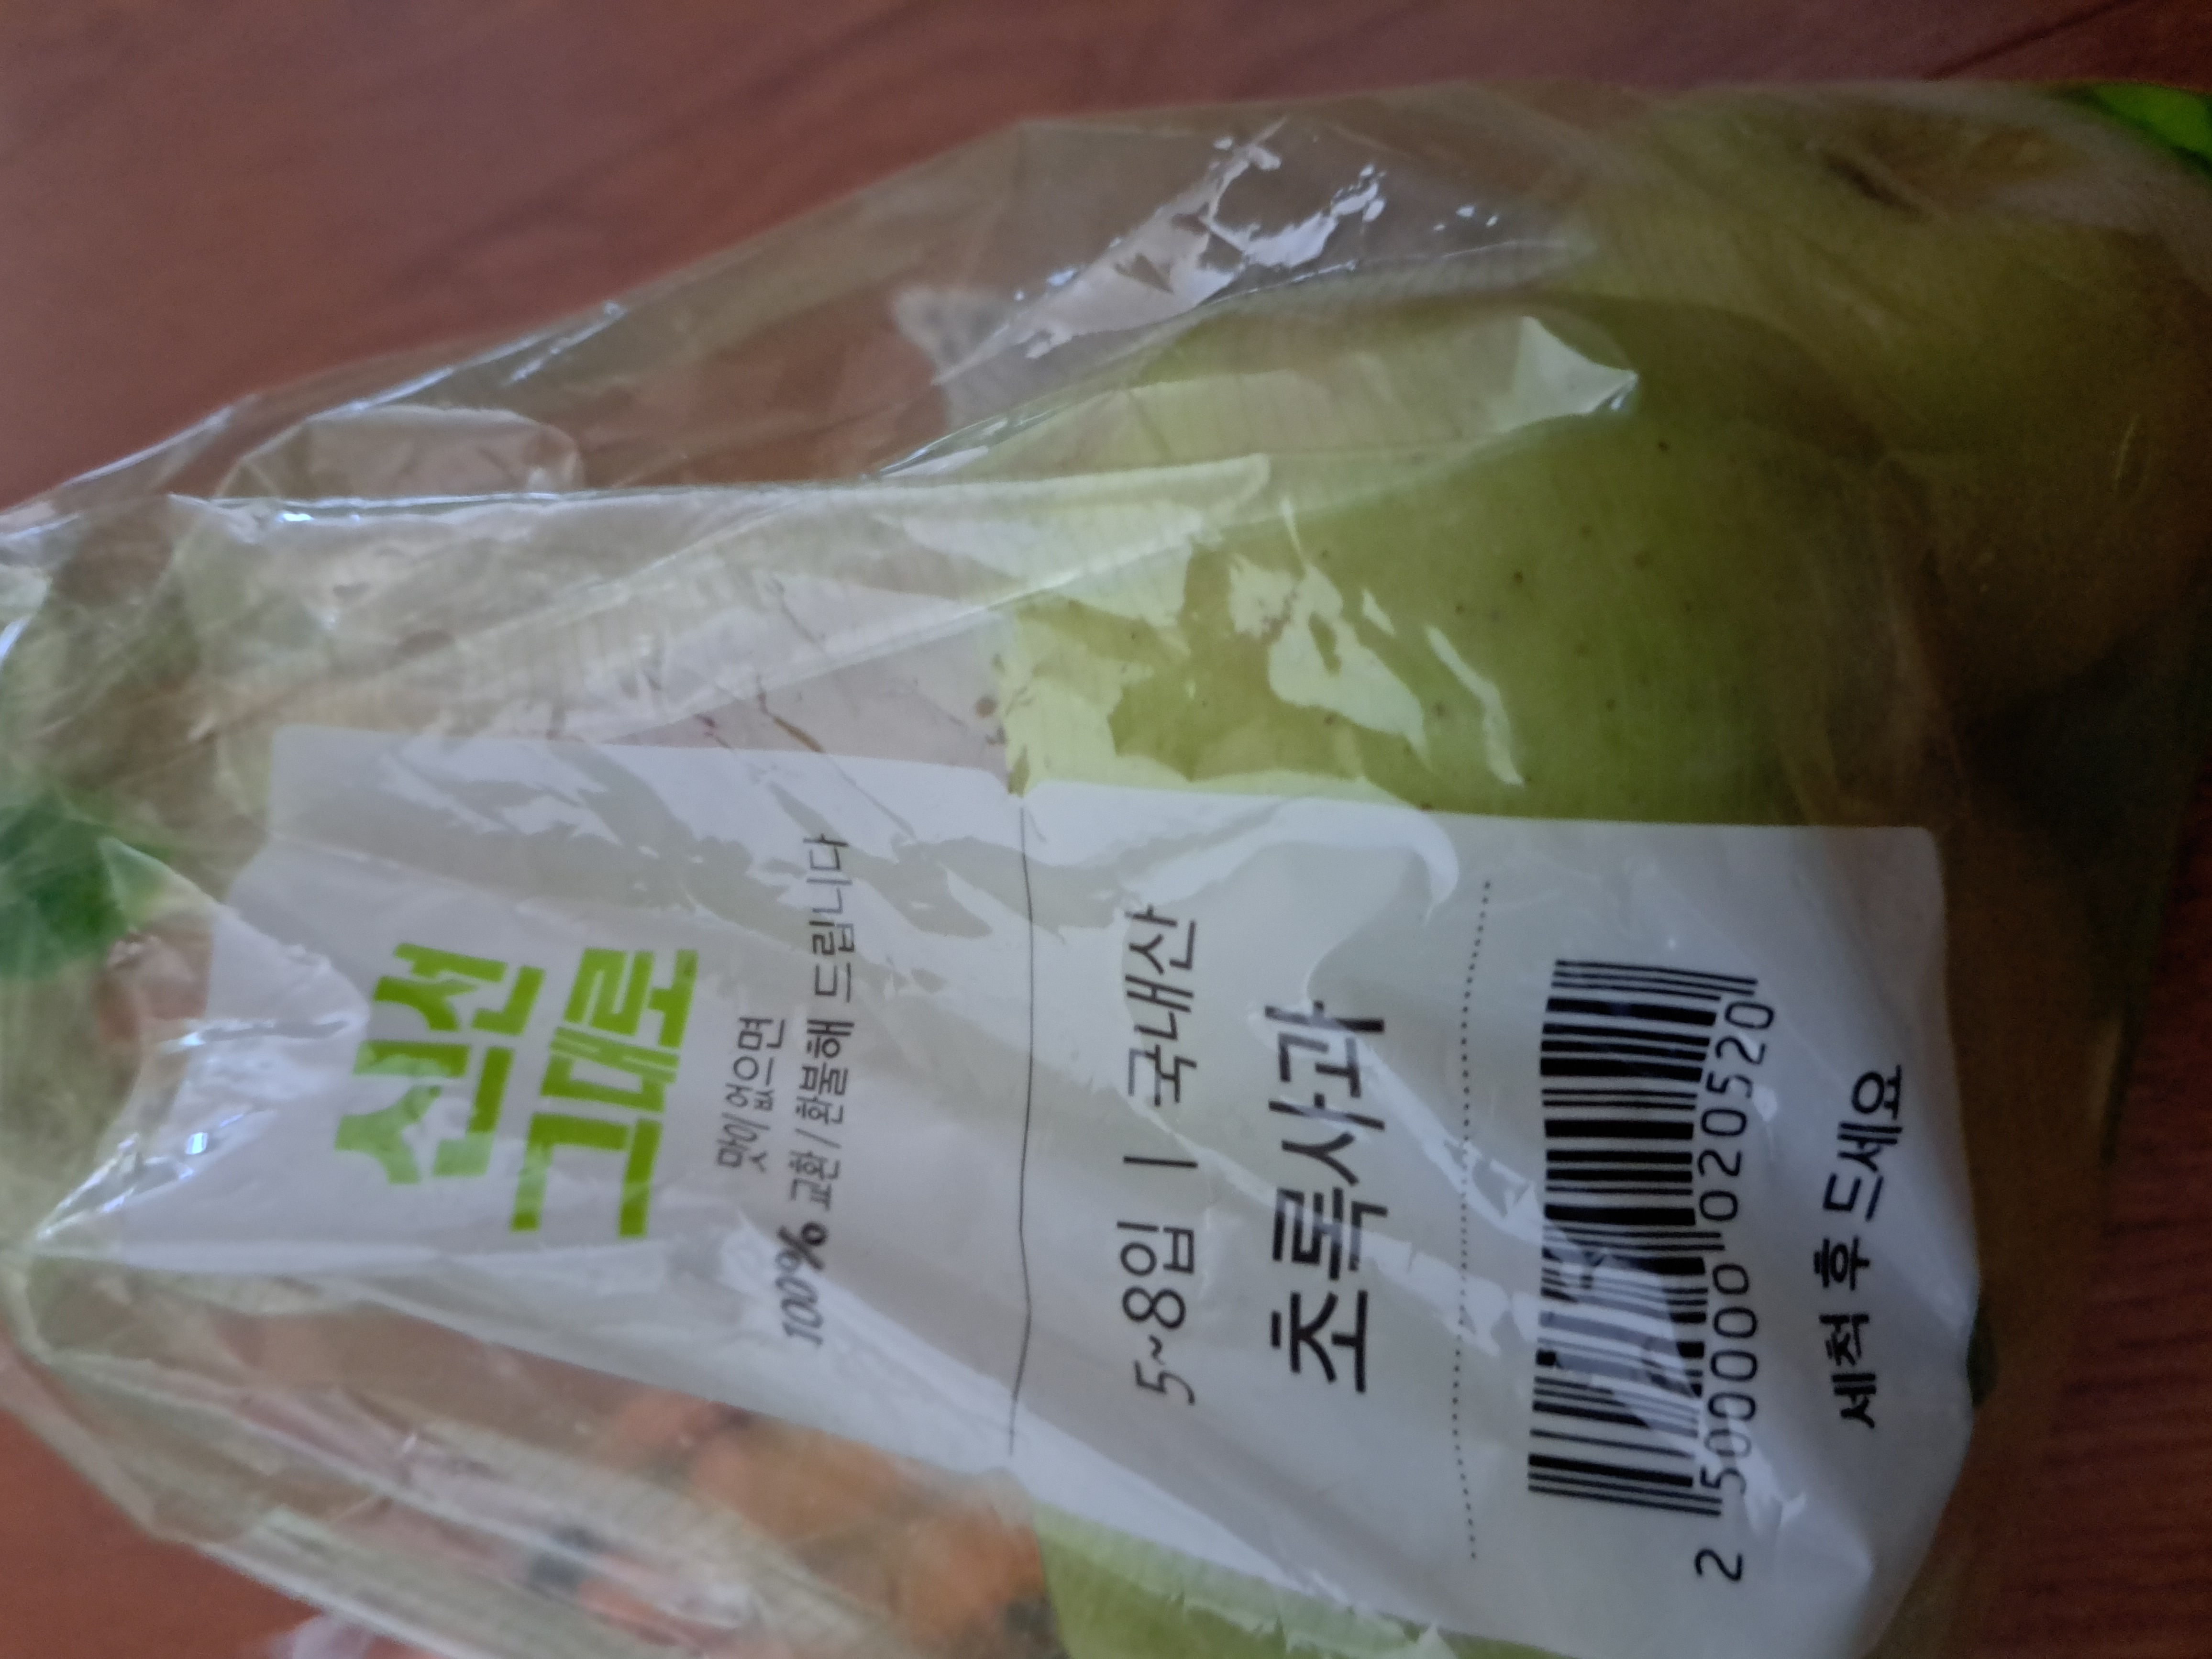 신선
그대로
맛이 없으면
100% 교환 / 환불해 드립니다
5~8입 | 국내산
초록사과
2 500000 020520
세척 후 드세요